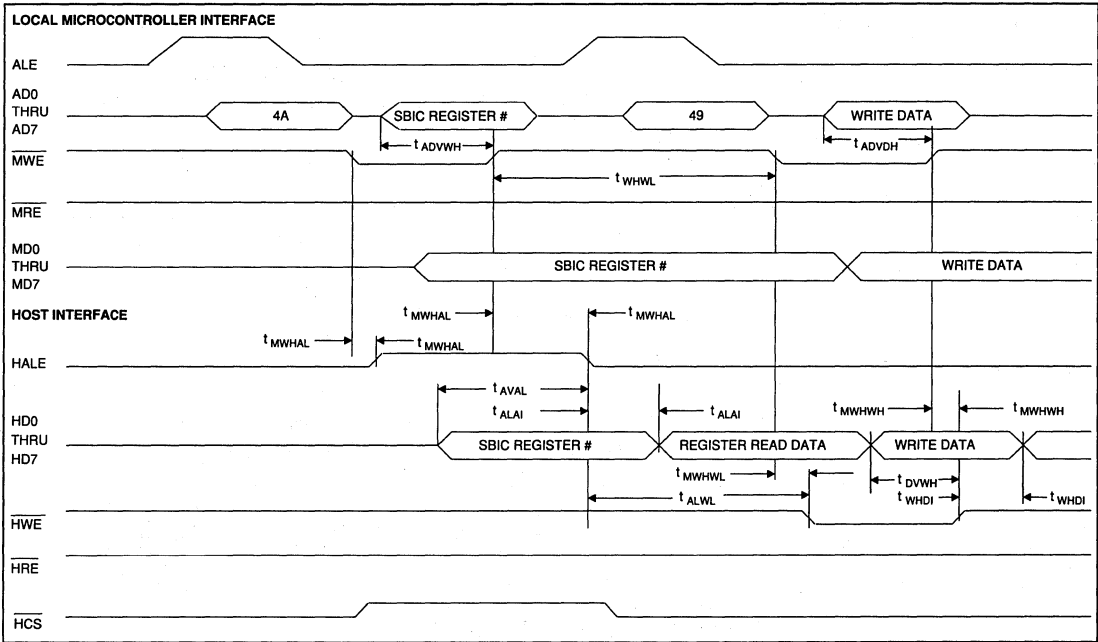 LOCAL MICROCONTROLLER INTERFACE
ALE
AD0
THRU
AD7
4A
SBIC REGISTER #
49
WRITE DATA
t ADVWH
t ADVDH
MWE
t WHWL
MRE
MD0
THRU
MD7
SBIC REGISTER #
WRITE DATA
HOST INTERFACE
t MWHAL
t MWHAL
t MWHAL
t MWHAL
HALE
t AVAL
t ALAI
t ALAI
t MWHWH
t MWHWH
HD0
THRU
HD7
SBIC REGISTER #
REGISTER READ DATA
WRITE DATA
t MWHWL
t DVWH
t ALWL
t WHDI
t WHDI
HWE
HRE
HCS